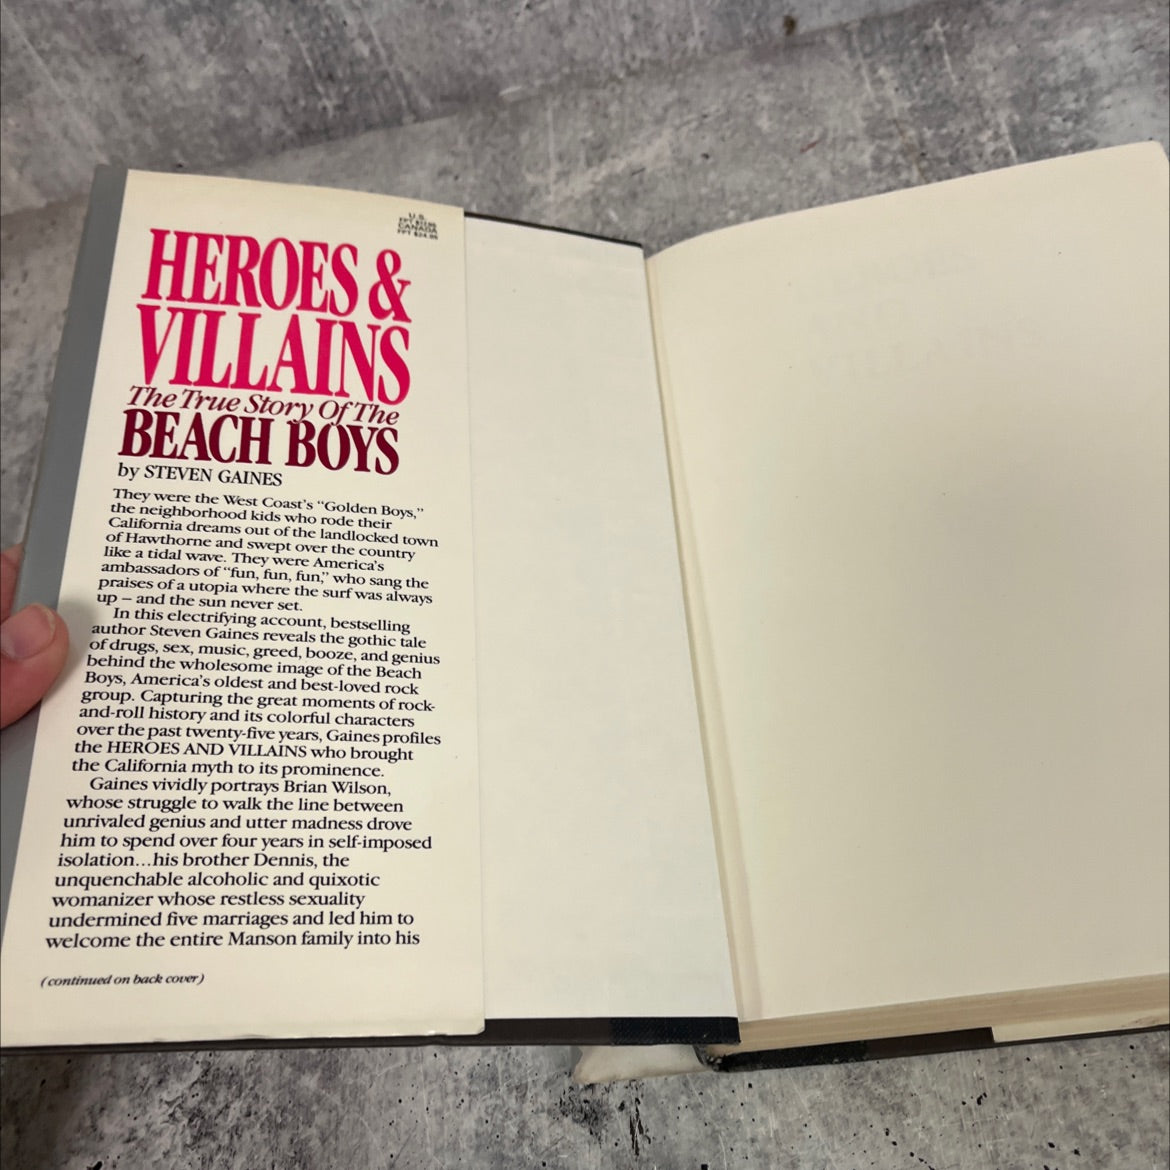 U.S.
CANADA
FPT $24.95
HEROES &
VILLAINS
The True Story Of The
BEACH BOYS
by STEVEN GAINES
They were the West Coast's “Golden Boys,”
the neighborhood kids who rode their
California dreams out of the landlocked town
of Hawthorne and swept over the country
like a tidal wave. They were America's
ambassadors of “fun, fun, fun,” who sang the
praises of a utopia where the surf was always
up – and the sun never set.
In this electrifying account, bestselling
author Steven Gaines reveals the gothic tale
of drugs, sex, music, greed, booze, and genius
behind the wholesome image of the Beach
Boys, America's oldest and best-loved rock
group. Capturing the great moments of rock-
and-roll history and its colorful characters
over the past twenty-five years, Gaines profiles
the HEROES AND VILLAINS who brought
the California myth to its prominence.
Gaines vividly portrays Brian Wilson,
whose struggle to walk the line between
unrivaled genius and utter madness drove
him to spend over four years in self-imposed
isolation...his brother Dennis, the
unquenchable alcoholic and quixotic
womanizer whose restless sexuality
undermined five marriages and led him to
welcome the entire Manson family into his
(continued on back cover)